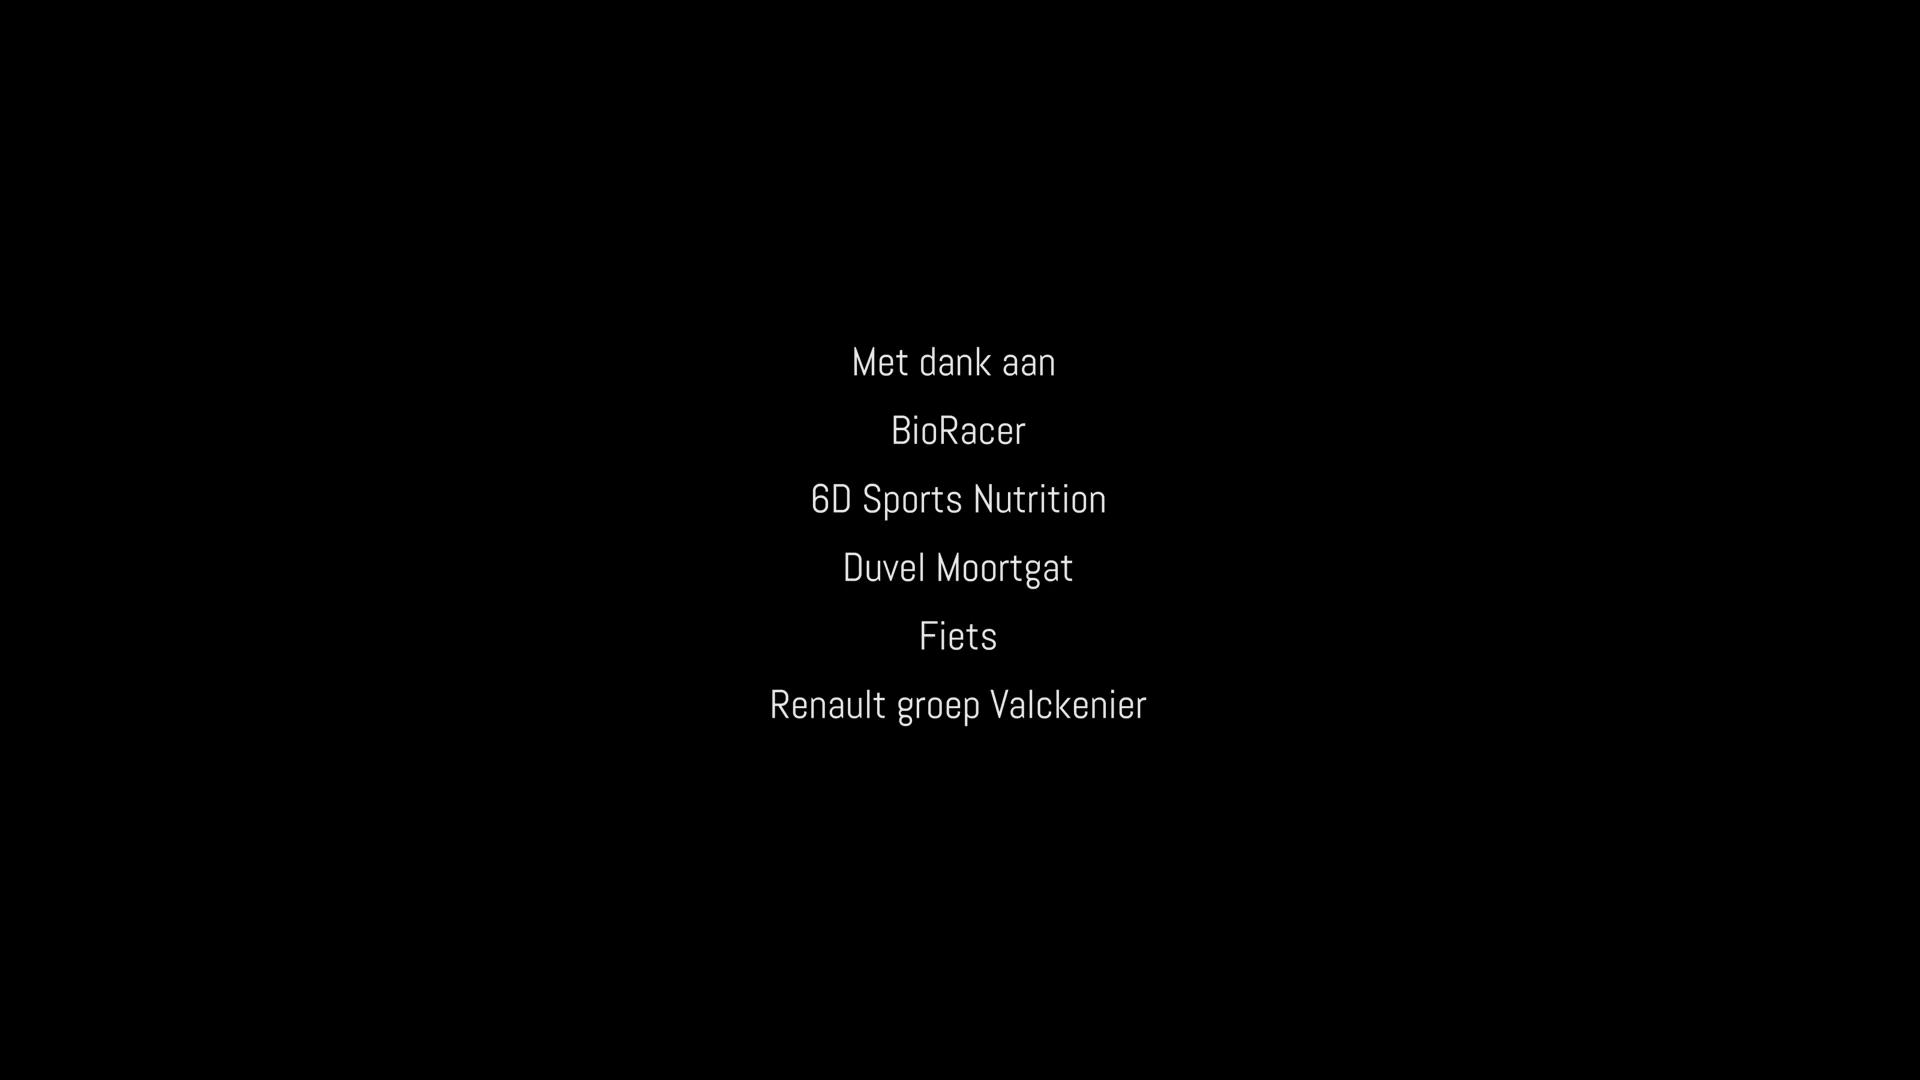 Met dank aan
BioRacer
6D Sports Nutrition
Duvel Moortgat
Fiets
Renault groep Valckenier